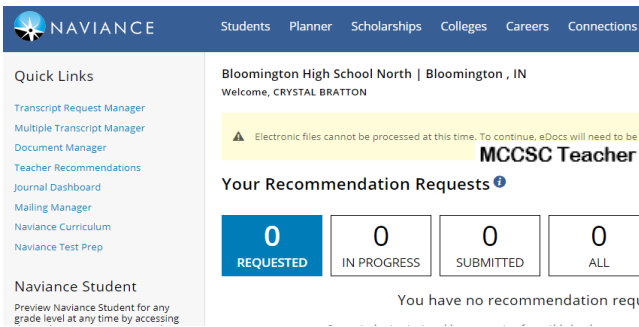 NAVIANCE
Students Planner Scholarships Colleges Careers Connections
Quick Links
Transcript Request Manager
Multiple Transcript Manager
Document Manager
Teacher Recommendations
Journal Dashboard
Mailing Manager
Naviance Curriculum
Naviance Test Prep
Naviance Student
Preview Naviance Student for any
grade level at any time by accessing
Bloomington High School North | Bloomington , IN
Welcome, CRYSTAL BRATTON
Electronic files cannot be processed at this time. To continue, eDocs will need to be
MCCSC Teacher
Your Recommendation Requests
0 REQUESTED
0 IN PROGRESS
0 SUBMITTED
0 ALL
You have no recommendation requ